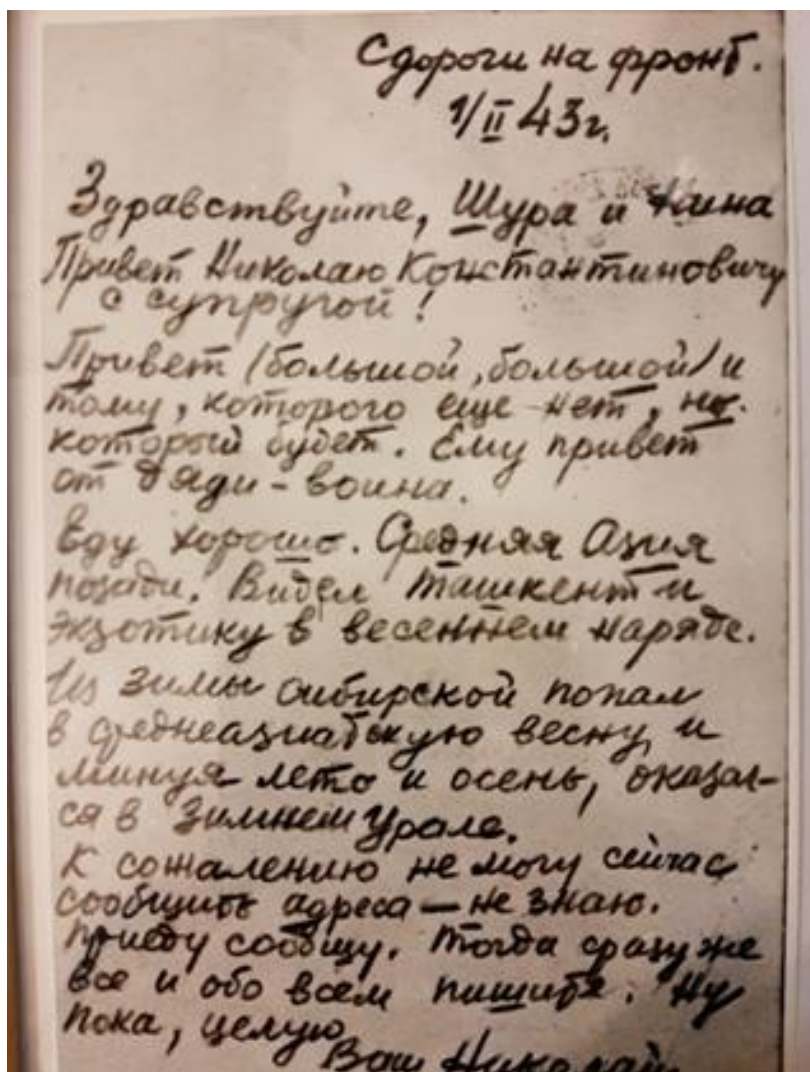 С дороги на фронт.
1/II 43г.
Здравствуйте, Шура и
Привет Николаю Константиновичу
с супругой!
Привет (большой, большой) и
тому, которого еще нет, но
который будет. Ему привет
от дяди-воина.
Еду хорошо. Средняя Азия
позади. Видел Ташкент и
экзотику в весеннем наряде.
Из зимы сибирской попал
в среднеазиатскую весну, и
минуя лето и осень, оказал-
ся в зимнем Урале.
К сожалению не могу сейчас
сообщить адреса — не знаю.
Приеду сообщу. Тогда сразу же
все и обо всем пишите. Ну
пока, целую
Ваш Николай